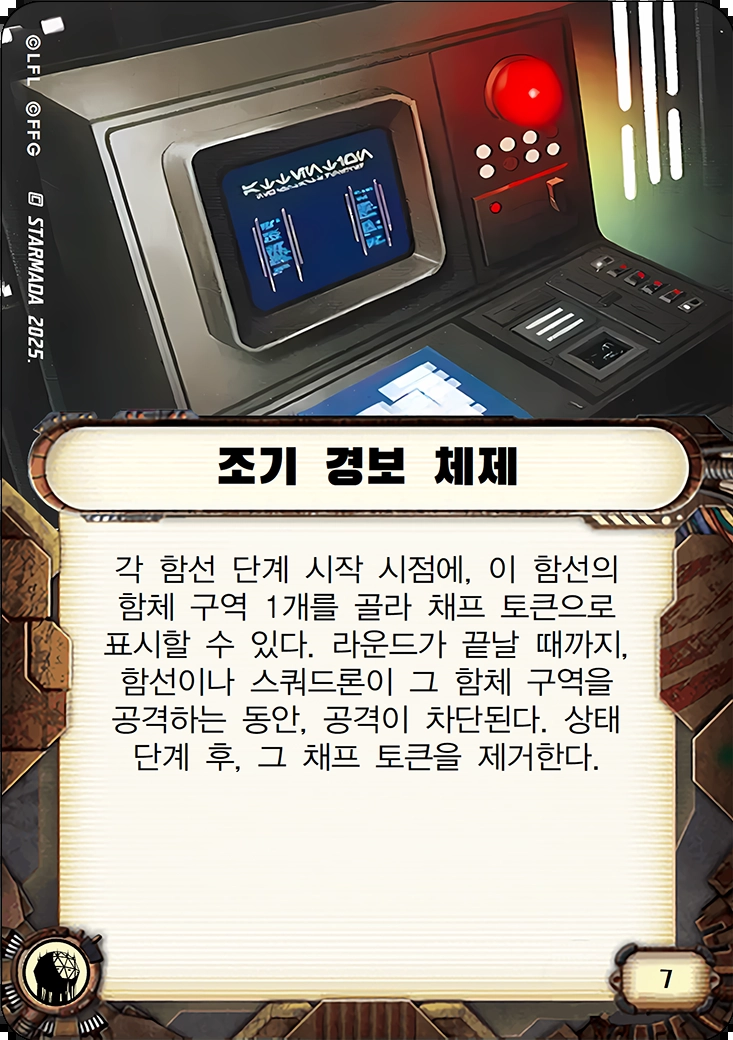 ©LFL ©FFG
STARMADA 2025.
조기 경보 체제
각 함선 단계 시작 시점에, 이 함선의
함체 구역 1개를 골라 채프 토큰으로
표시할 수 있다. 라운드가 끝날 때까지,
함선이나 스쿼드론이 그 함체 구역을
공격하는 동안, 공격이 차단된다. 상태
단계 후, 그 채프 토큰을 제거한다.
7